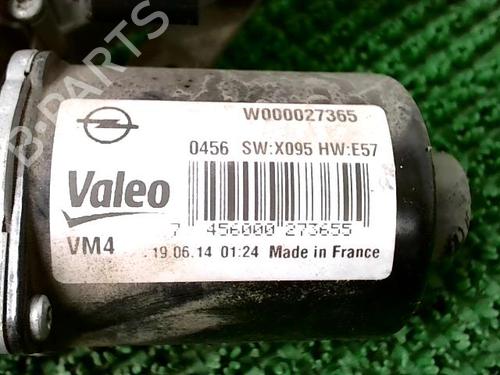 W000027365
0456 SW:X095 HW:E57
Valeo
7 456000 273655
VM4 .19.06.14 01:24 Made in France
B-PARTS